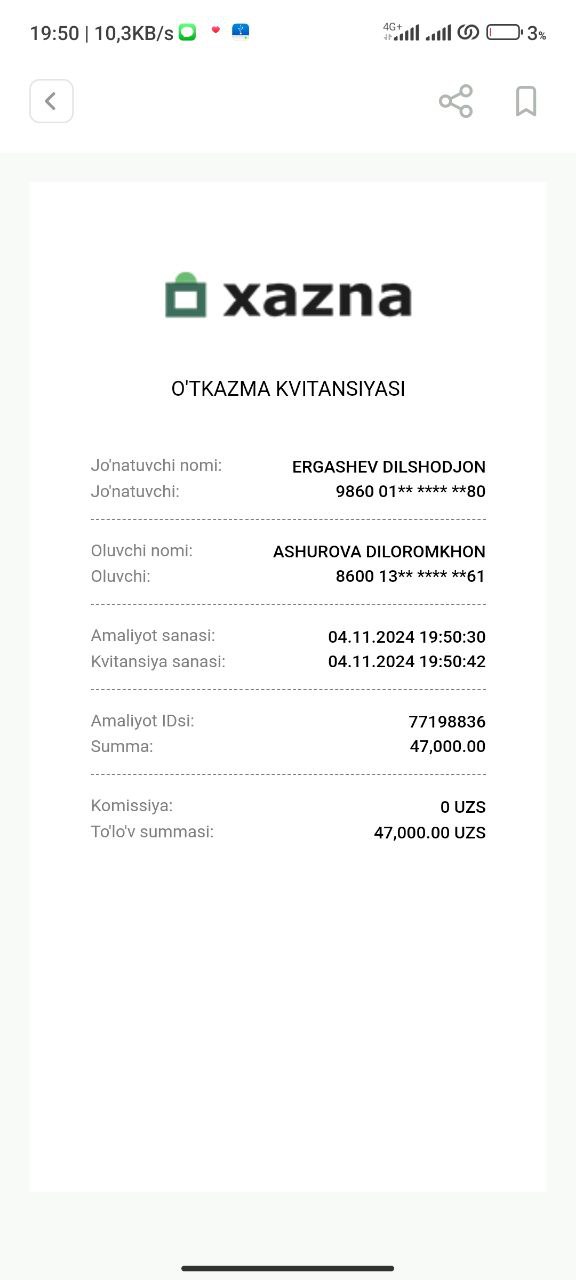 19:50 | 10,3KB/s
4G+ 3%
xazna
O'TKAZMA KVITANSIYASI
Jo'natuvchi nomi: ERGASHEV DILSHODJON
Jo'natuvchi: 9860 01** **** **80
Oluvchi nomi: ASHUROVA DILOROMKHON
Oluvchi: 8600 13** **** **61
Amaliyot sanasi: 04.11.2024 19:50:30
Kvitansiya sanasi: 04.11.2024 19:50:42
Amaliyot IDsi: 77198836
Summa: 47,000.00
Komissiya: 0 UZS
To'lo'v summasi: 47,000.00 UZS